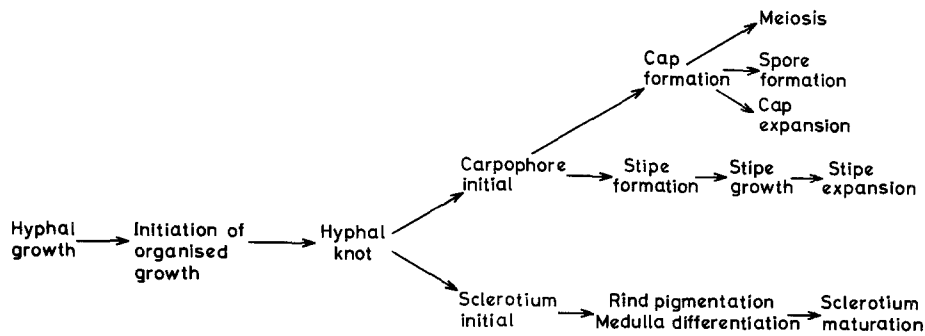 Meiosis
Cap
formation
Spore
formation
Cap
expansion
Carpophore
initial
Stipe
formation
Stipe
growth
Stipe
expansion
Hyphal
growth
Initiation of
organised
growth
Hyphal
knot
Sclerotium
initial
Rind pigmentation
Medulla differentiation
Sclerotium
maturation